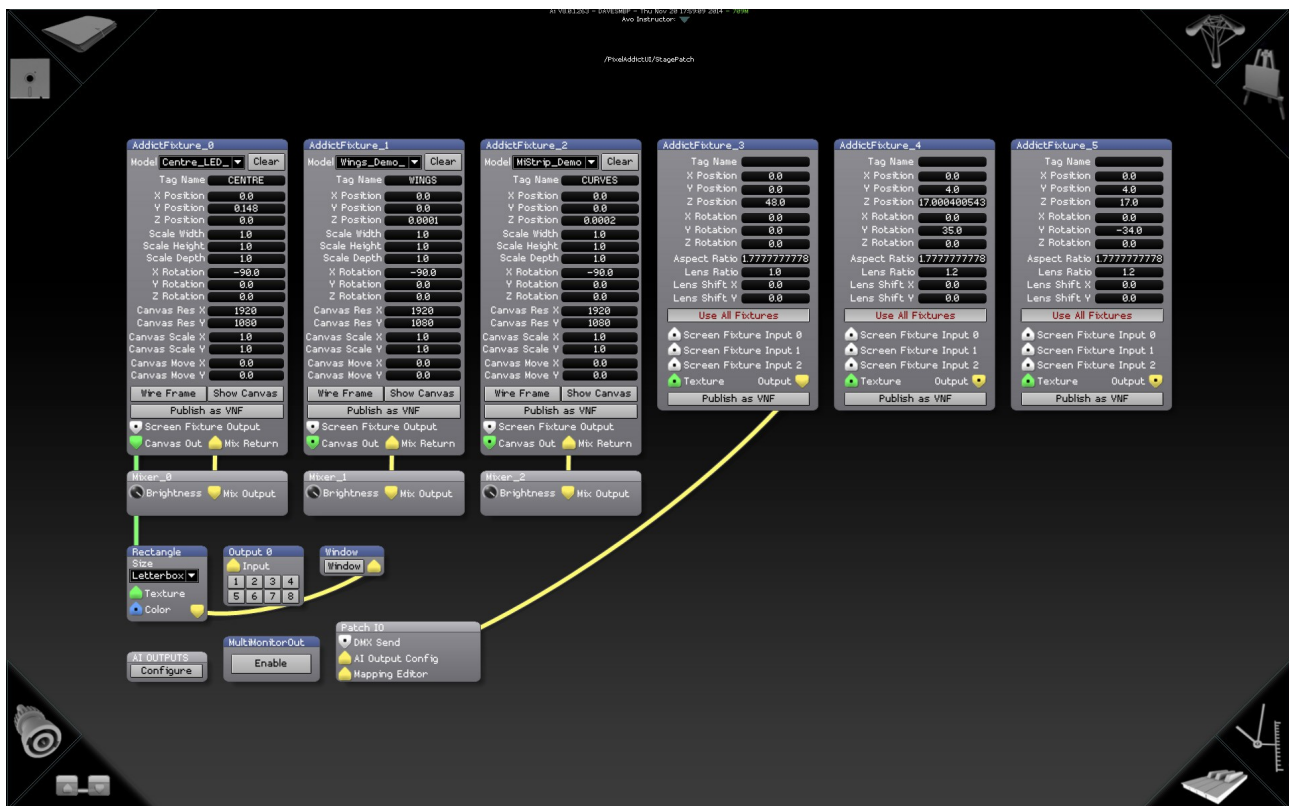 Ai V8.0.1263 - DAVESMBP - Thu Nov 20 17:59:09 2014 - 709M
Avo Instructor:
/PixelAddictUI/StagePatch
AddictFixture_0
Model Centre_LED_ Clear
Tag Name CENTRE
X Position 0.0
Y Position 0.148
Z Position 0.0
Scale Width 1.0
Scale Height 1.0
Scale Depth 1.0
X Rotation -90.0
Y Rotation 0.0
Z Rotation 0.0
Canvas Res X 1920
Canvas Res Y 1080
Canvas Scale X 1.0
Canvas Scale Y 1.0
Canvas Move X 0.0
Canvas Move Y 0.0
Wire Frame Show Canvas
Publish as VNF
Screen Fixture Output
Canvas Out Mix Return
AddictFixture_1
Model Wings_Demo_ Clear
Tag Name WINGS
X Position 0.0
Y Position 0.0
Z Position 0.0001
Scale Width 1.0
Scale Height 1.0
Scale Depth 1.0
X Rotation -90.0
Y Rotation 0.0
Z Rotation 0.0
Canvas Res X 1920
Canvas Res Y 1080
Canvas Scale X 1.0
Canvas Scale Y 1.0
Canvas Move X 0.0
Canvas Move Y 0.0
Wire Frame Show Canvas
Publish as VNF
Screen Fixture Output
Canvas Out Mix Return
AddictFixture_2
Model MiStrip_Demo Clear
Tag Name CURVES
X Position 0.0
Y Position 0.0
Z Position 0.0002
Scale Width 1.0
Scale Height 1.0
Scale Depth 1.0
X Rotation -90.0
Y Rotation 0.0
Z Rotation 0.0
Canvas Res X 1920
Canvas Res Y 1080
Canvas Scale X 1.0
Canvas Scale Y 1.0
Canvas Move X 0.0
Canvas Move Y 0.0
Wire Frame Show Canvas
Publish as VNF
Screen Fixture Output
Canvas Out Mix Return
AddictFixture_3
Tag Name
X Position 0.0
Y Position 0.0
Z Position 48.0
X Rotation 0.0
Y Rotation 0.0
Z Rotation 0.0
Aspect Ratio 1.7777777778
Lens Ratio 1.0
Lens Shift X 0.0
Lens Shift Y 0.0
Use All Fixtures
Screen Fixture Input 0
Screen Fixture Input 1
Screen Fixture Input 2
Texture Output
Publish as VNF
AddictFixture_4
Tag Name
X Position 0.0
Y Position 4.0
Z Position 17.000400543
X Rotation 0.0
Y Rotation 35.0
Z Rotation 0.0
Aspect Ratio 1.7777777778
Lens Ratio 1.2
Lens Shift X 0.0
Lens Shift Y 0.0
Use All Fixtures
Screen Fixture Input 0
Screen Fixture Input 1
Screen Fixture Input 2
Texture Output
Publish as VNF
AddictFixture_5
Tag Name
X Position 0.0
Y Position 4.0
Z Position 17.0
X Rotation 0.0
Y Rotation -34.0
Z Rotation 0.0
Aspect Ratio 1.7777777778
Lens Ratio 1.2
Lens Shift X 0.0
Lens Shift Y 0.0
Use All Fixtures
Screen Fixture Input 0
Screen Fixture Input 1
Screen Fixture Input 2
Texture Output
Publish as VNF
Mixer_0
Brightness Mix Output
Mixer_1
Brightness Mix Output
Mixer_2
Brightness Mix Output
Rectangle
Size
Letterbox
Texture
Color
Output 0
Input
1 2 3 4
5 6 7 8
Window
Window
AI OUTPUTS
Configure
MultiMonitorOut
Enable
Patch IO
DMX Send
AI Output Config
Mapping Editor